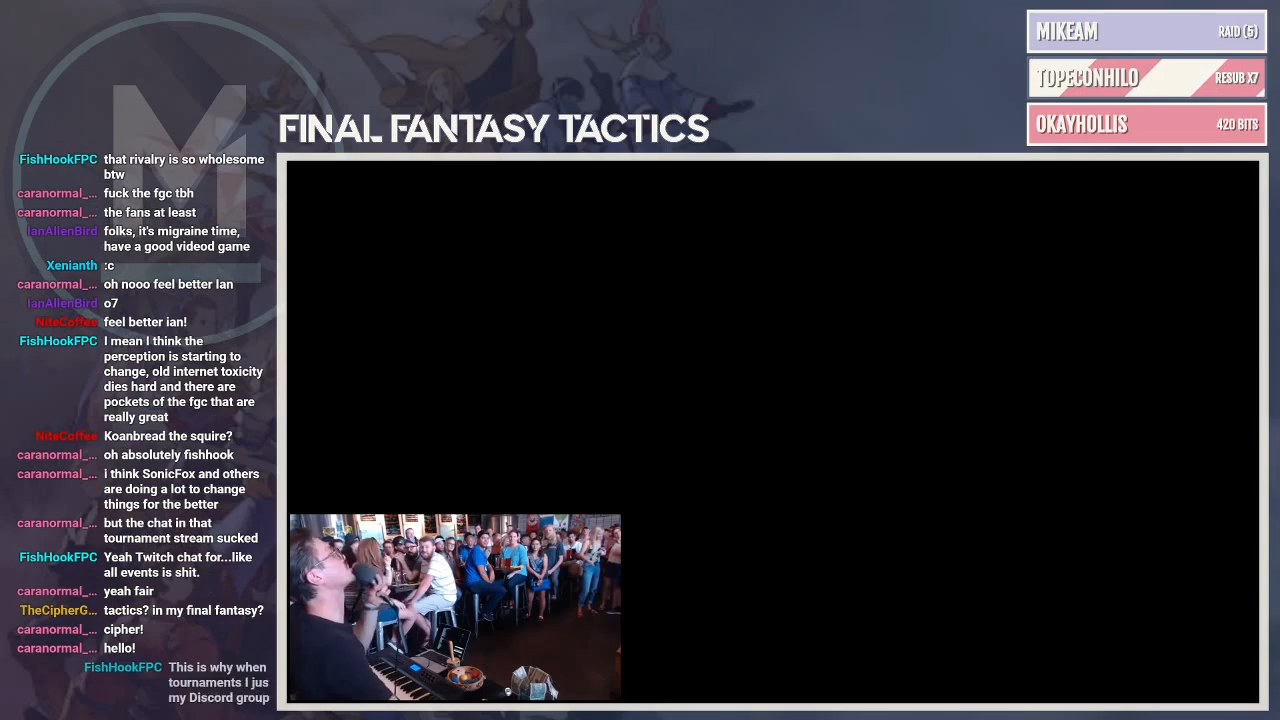 MIKEAM RAID (5)
TOPECONHILO RESUB X7
OKAYHOLLIS 420 BITS
FINAL FANTASY TACTICS
M
FishHookFPC that rivalry is so wholesome
btw
caranormal_... fuck the fgc tbh
caranormal_... the fans at least
IanAllenBird folks, it's migraine time,
have a good videod game
Xenianth :c
caranormal_... oh nooo feel better Ian
IanAllenBird o7
NiteCoffee feel better ian!
FishHookFPC I mean I think the
perception is starting to
change, old internet toxicity
dies hard and there are
pockets of the fgc that are
really great
NiteCoffee Koanbread the squire?
caranormal_... oh absolutely fishhook
caranormal_... i think SonicFox and others
are doing a lot to change
things for the better
caranormal_... but the chat in that
tournament stream sucked
FishHookFPC Yeah Twitch chat for...like
all events is shit.
caranormal_... yeah fair
TheCipherG... tactics? in my final fantasy?
caranormal_... cipher!
caranormal_... hello!
FishHookFPC This is why when
tournaments I jus
my Discord group